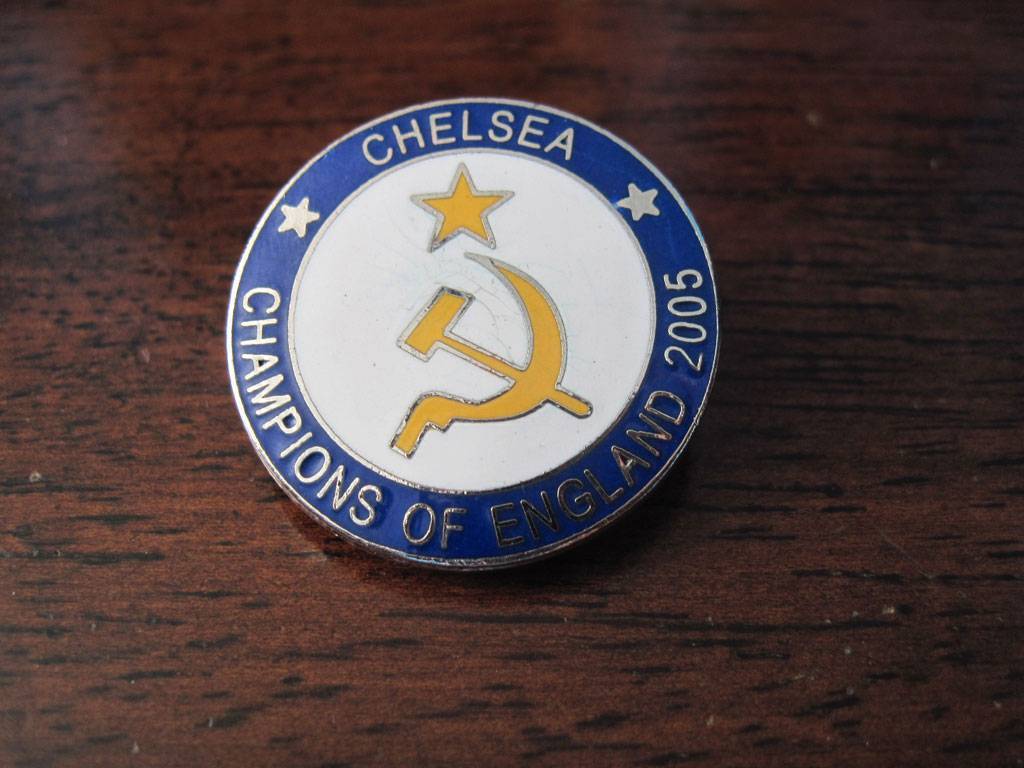 CHELSEA
CHAMPIONS OF ENGLAND 2005